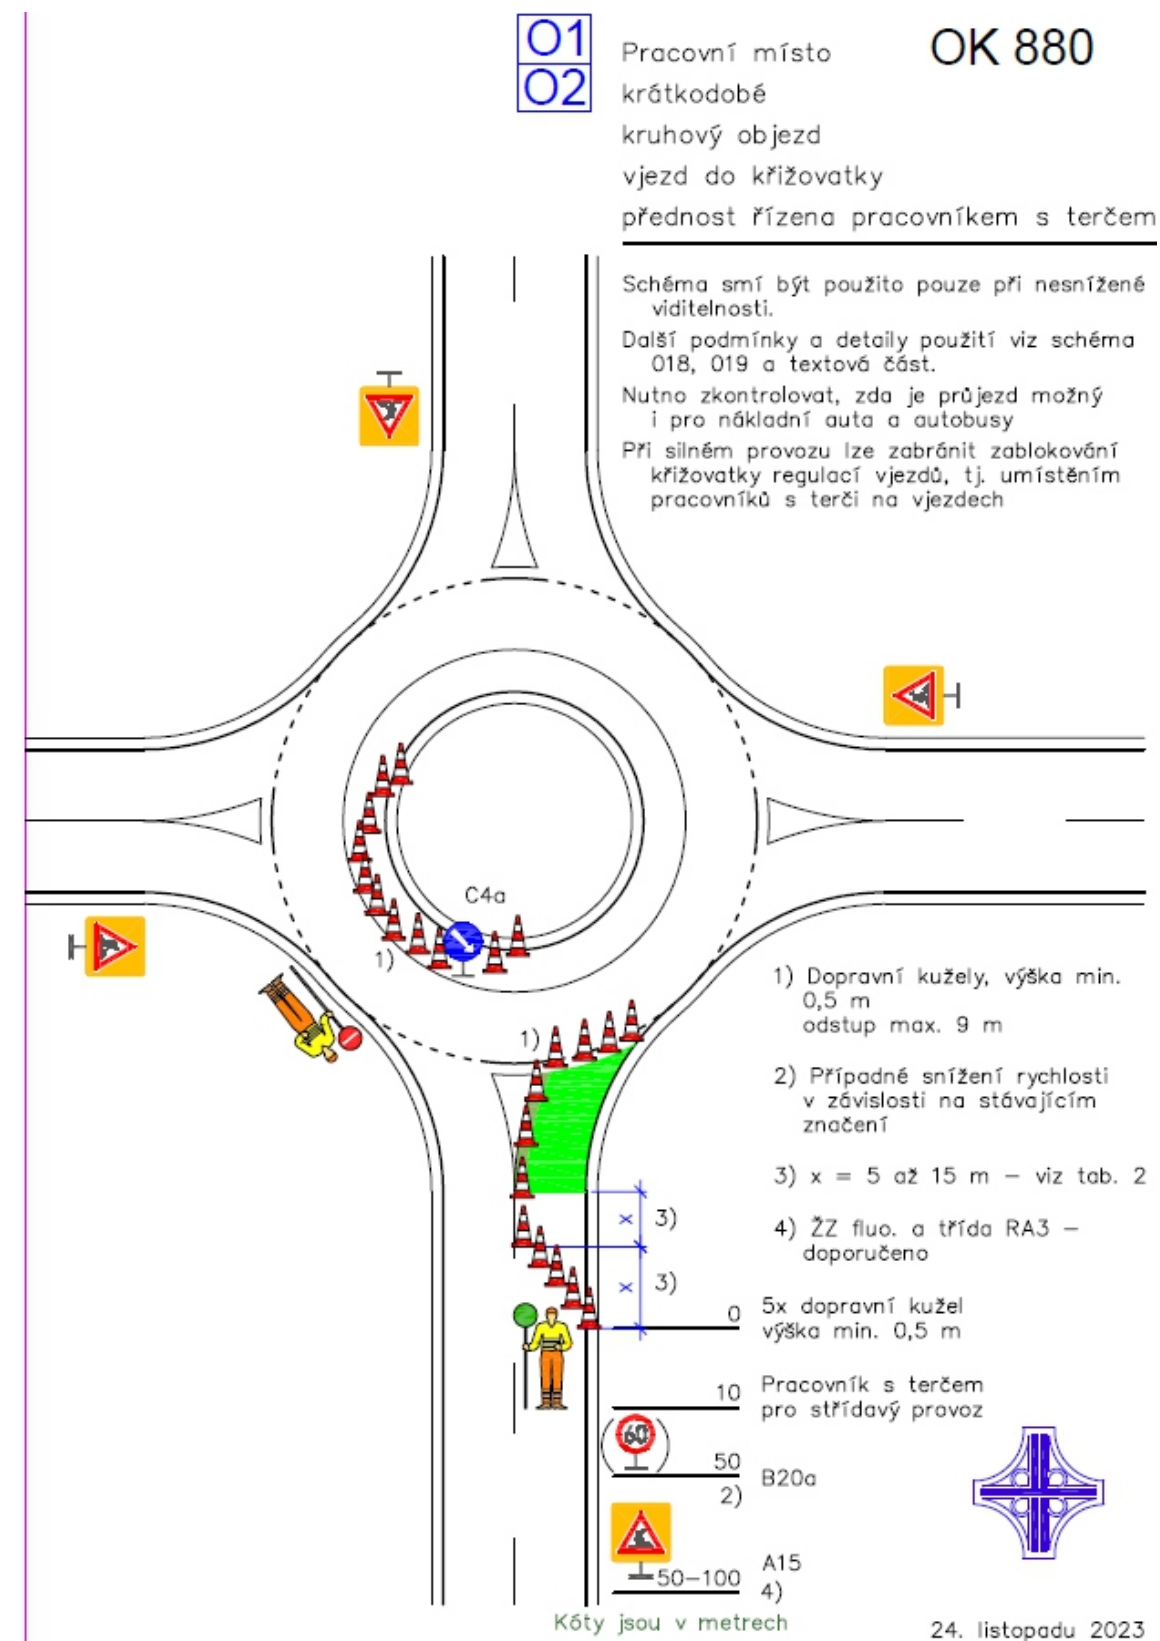 O1
O2
OK 880
Pracovní místo
krátkodobé
kruhový objezd
vjezd do křižovatky
přednost řízena pracovníkem s terčem
Schéma smí být použito pouze při nesnížené
viditelnosti.
Další podmínky a detaily použití viz schéma
018, 019 a textová část.
Nutno zkontrolovat, zda je průjezd možný
i pro nákladní auta a autobusy
Při silném provozu lze zabránit zablokování
křižovatky regulací vjezdů, tj. umístěním
pracovníků s terči na vjezdech
C4a
1)
1)
1) Dopravní kužely, výška min.
0,5 m
odstup max. 9 m
2) Případné snížení rychlosti
v závislosti na stávajícím
značení
3) x = 5 až 15 m – viz tab. 2
4) ŽZ fluo. a třída RA3 –
doporučeno
x 3)
x 3)
0 5x dopravní kužel
výška min. 0,5 m
10 Pracovník s terčem
pro střídavý provoz
60
50 B20a
2)
50–100 A15
4)
Kóty jsou v metrech
24. listopadu 2023